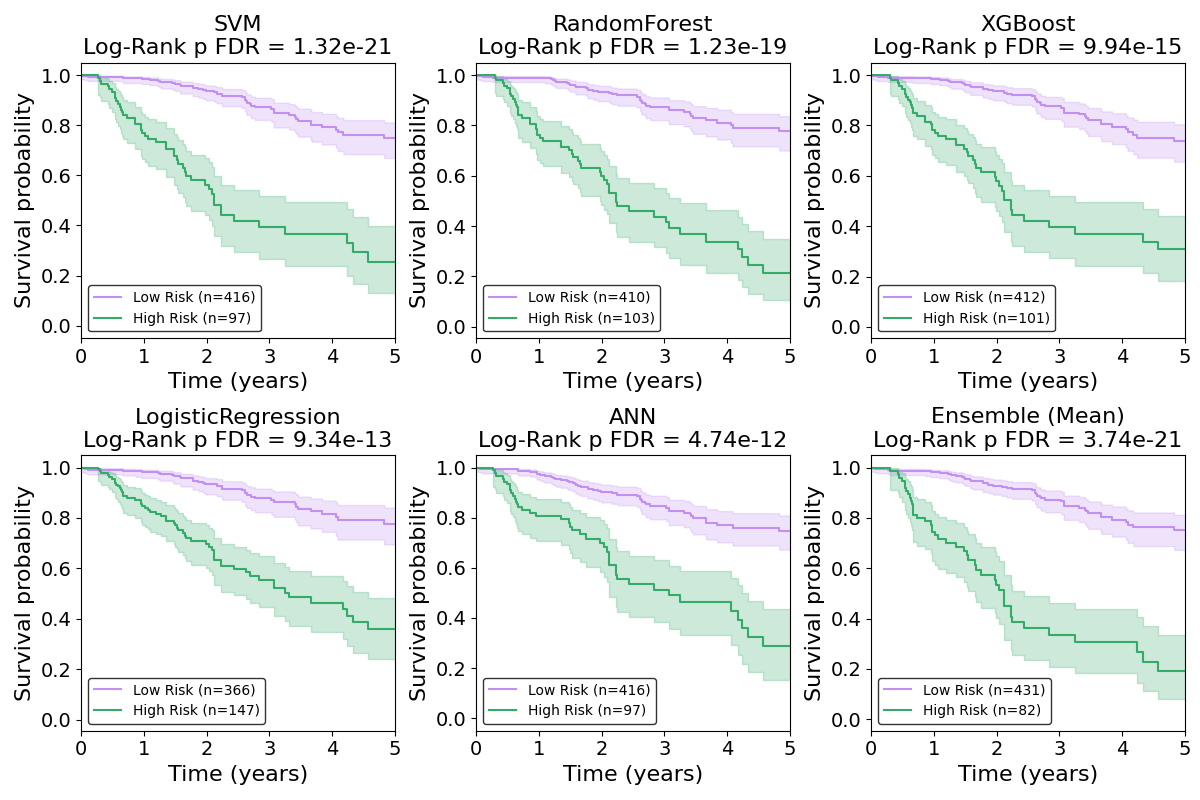 SVM
Log-Rank p FDR = 1.32e-21
Survival probability
1.0
0.8
0.6
0.4
0.2
0.0
Low Risk (n=416)
High Risk (n=97)
0 1 2 3 4 5
Time (years)
RandomForest
Log-Rank p FDR = 1.23e-19
Survival probability
1.0
0.8
0.6
0.4
0.2
0.0
Low Risk (n=410)
High Risk (n=103)
0 1 2 3 4 5
Time (years)
XGBoost
Log-Rank p FDR = 9.94e-15
Survival probability
1.0
0.8
0.6
0.4
0.2
0.0
Low Risk (n=412)
High Risk (n=101)
0 1 2 3 4 5
Time (years)
LogisticRegression
Log-Rank p FDR = 9.34e-13
Survival probability
1.0
0.8
0.6
0.4
0.2
0.0
Low Risk (n=366)
High Risk (n=147)
0 1 2 3 4 5
Time (years)
ANN
Log-Rank p FDR = 4.74e-12
Survival probability
1.0
0.8
0.6
0.4
0.2
0.0
Low Risk (n=416)
High Risk (n=97)
0 1 2 3 4 5
Time (years)
Ensemble (Mean)
Log-Rank p FDR = 3.74e-21
Survival probability
1.0
0.8
0.6
0.4
0.2
0.0
Low Risk (n=431)
High Risk (n=82)
0 1 2 3 4 5
Time (years)